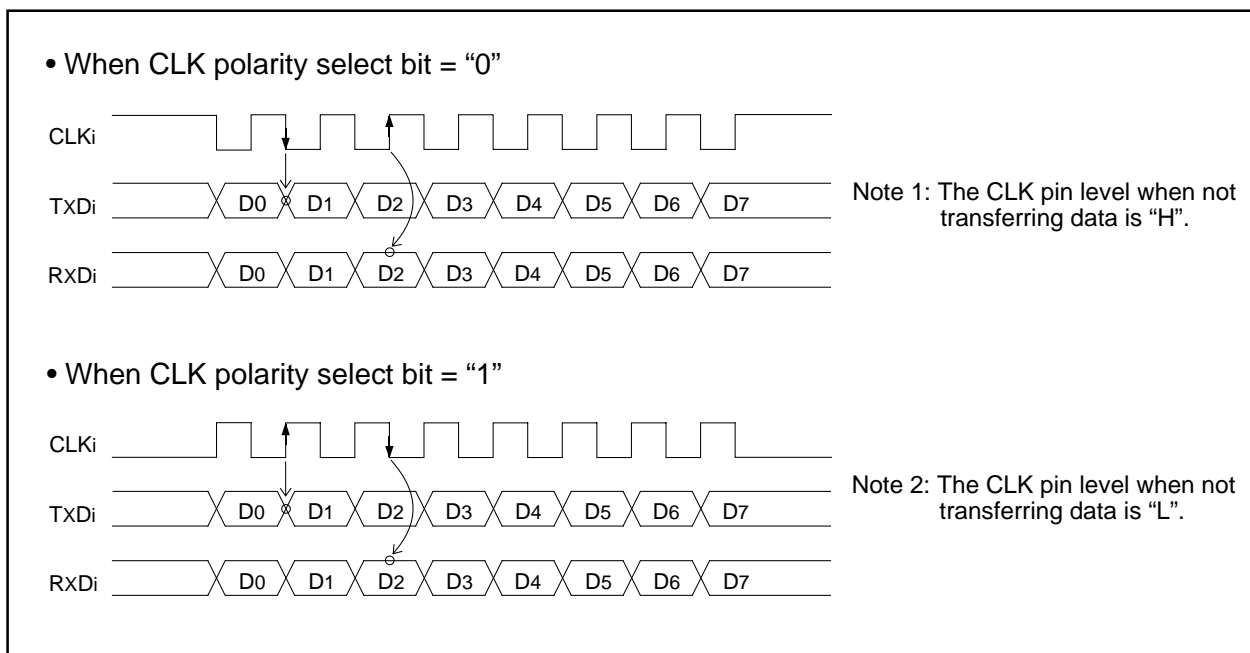 • When CLK polarity select bit = “0”
CLKi
TXDi D0 D1 D2 D3 D4 D5 D6 D7
RXDi D0 D1 D2 D3 D4 D5 D6 D7
Note 1: The CLK pin level when not
transferring data is “H”.
• When CLK polarity select bit = “1”
CLKi
TXDi D0 D1 D2 D3 D4 D5 D6 D7
RXDi D0 D1 D2 D3 D4 D5 D6 D7
Note 2: The CLK pin level when not
transferring data is “L”.